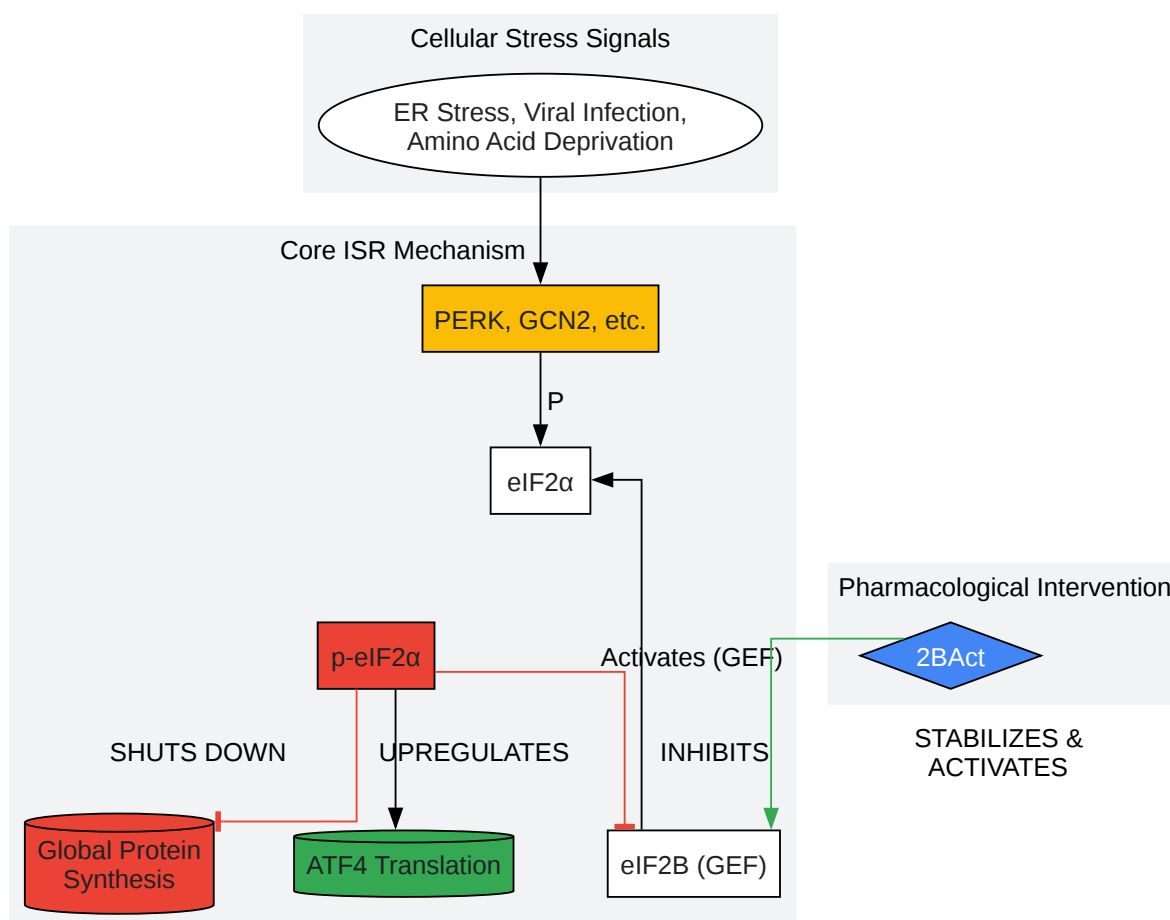 Cellular Stress Signals
ER Stress, Viral Infection,
Amino Acid Deprivation
Core ISR Mechanism
PERK, GCN2, etc.
P
eIF2α
Pharmacological Intervention
p-eIF2α
Activates (GEF)
2BAct
SHUTS DOWN
UPREGULATES
INHIBITS
STABILIZES &
ACTIVATES
Global Protein
Synthesis
ATF4 Translation
eIF2B (GEF)